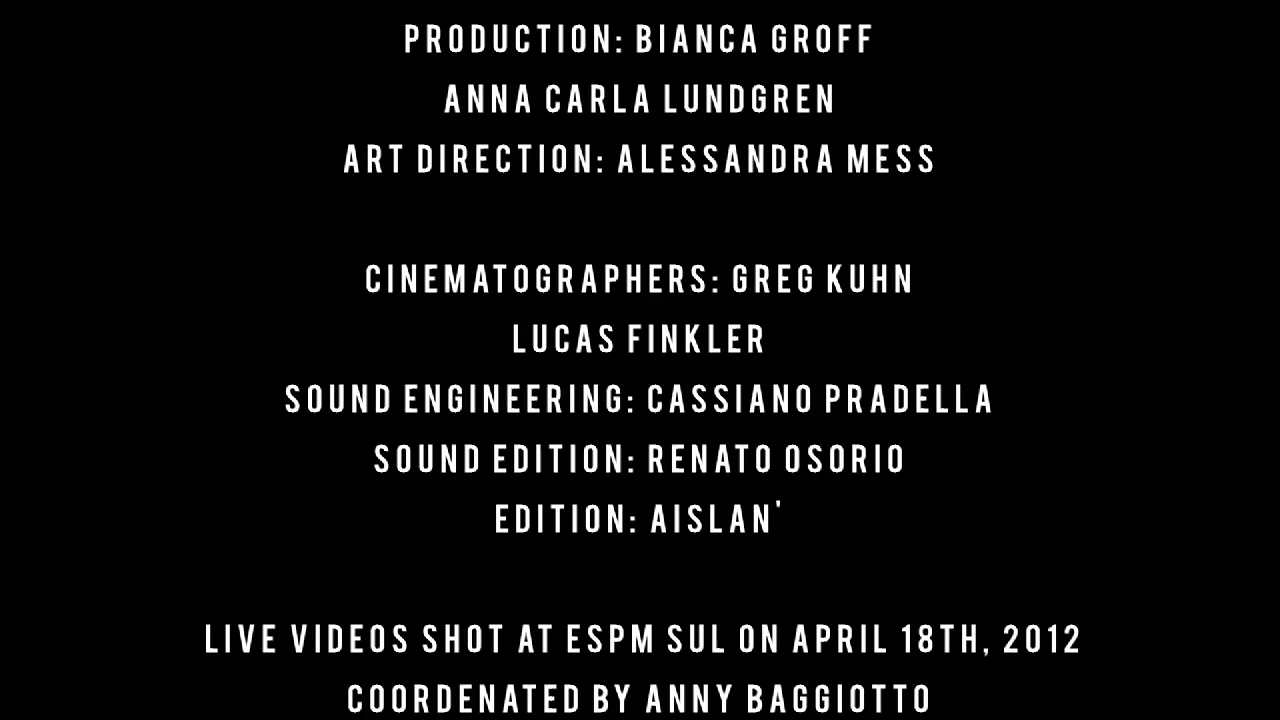 PRODUCTION: BIANCA GROFF
ANNA CARLA LUNDGREN
ART DIRECTION: ALESSANDRA MESS
CINEMATOGRAPHERS: GREG KUHN
LUCAS FINKLER
SOUND ENGINEERING: CASSIANO PRADELLA
SOUND EDITION: RENATO OSORIO
EDITION: AISLAN'
LIVE VIDEOS SHOT AT ESPM SUL ON APRIL 18TH, 2012
COORDENATED BY ANNY BAGGIOTTO